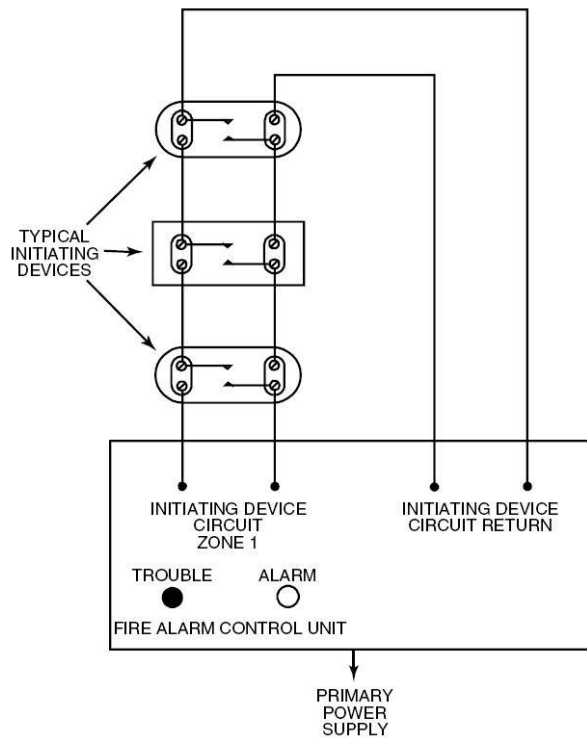 TYPICAL
INITIATING
DEVICES
INITIATING DEVICE
CIRCUIT
ZONE 1
INITIATING DEVICE
CIRCUIT RETURN
TROUBLE
ALARM
FIRE ALARM CONTROL UNIT
PRIMARY
POWER
SUPPLY